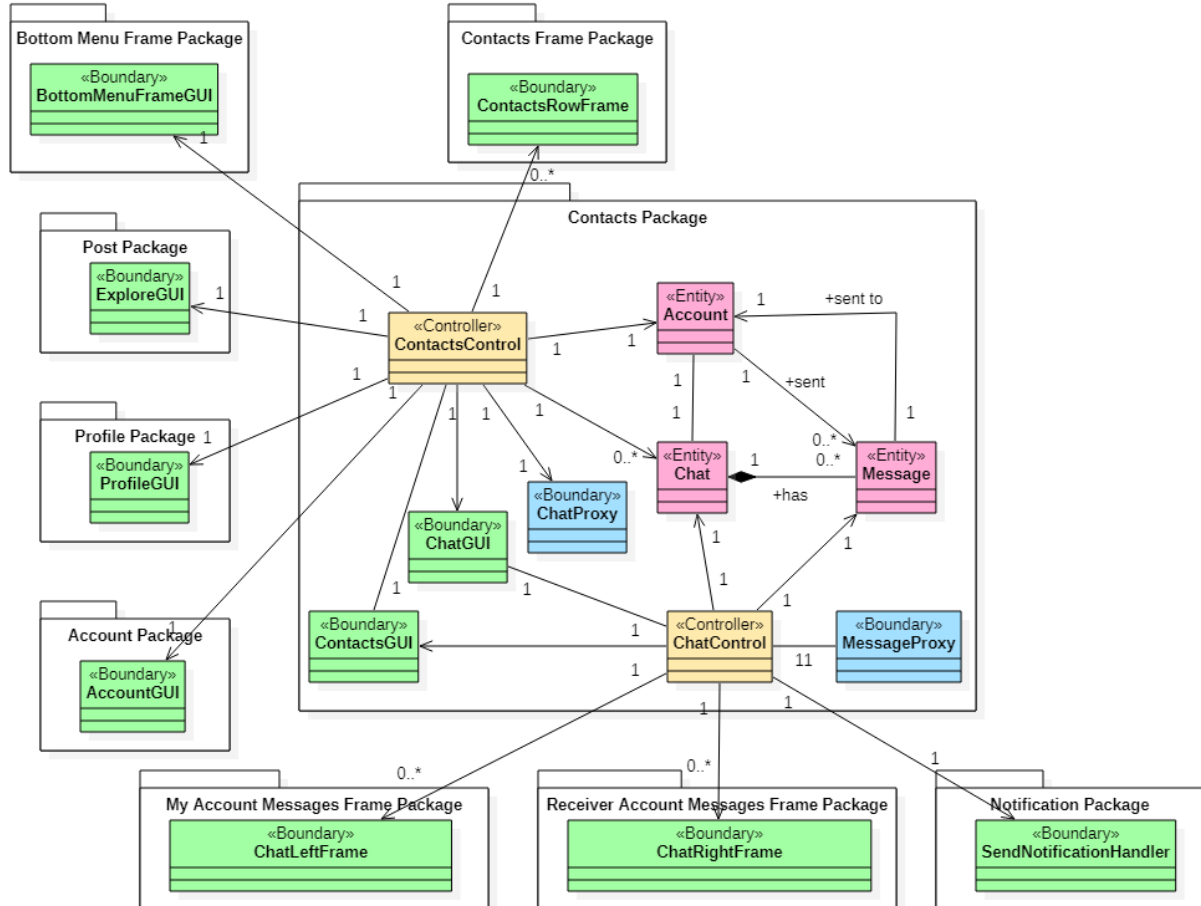 Bottom Menu Frame Package
«Boundary»
BottomMenuFrameGUI
1
Contacts Frame Package
«Boundary»
ContactsRowFrame
0..*
Contacts Package
Post Package
«Boundary»
ExploreGUI
1
Profile Package
«Boundary»
ProfileGUI
1
Account Package
«Boundary»
AccountGUI
1
1
1
1
1
1
«Controller»
ContactsControl
1
1
1
1
1
«Entity»
Account
1
+sent to
1
1
+sent
1
1
0..*
0..*
«Entity»
Chat
1
0..*
+has
«Entity»
Message
1
«Boundary»
ChatProxy
«Boundary»
ChatGUI
1
1
1
1
1
1
1
«Boundary»
ContactsGUI
1
1
«Controller»
ChatControl
11
«Boundary»
MessageProxy
1
1
0..*
0..*
1
My Account Messages Frame Package
«Boundary»
ChatLeftFrame
Receiver Account Messages Frame Package
«Boundary»
ChatRightFrame
Notification Package
«Boundary»
SendNotificationHandler